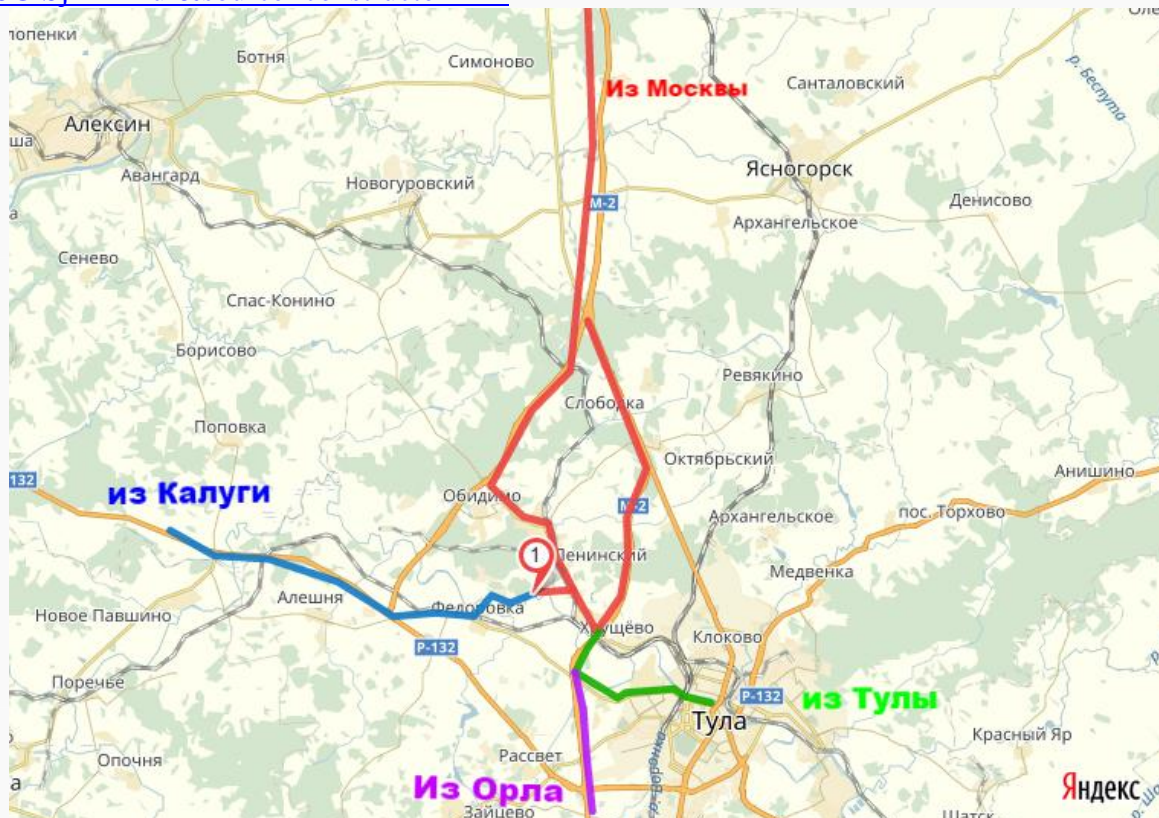 лопенки
Ботня
Симоново
Из Москвы
Санталовский
р. Беспута
Алексин
ша
Авангард
Новогуровский
Ясногорск
М-2
Денисово
Архангельское
Сенево
Спас-Конино
Борисово
Ревякино
Слободка
Поповка
Октябрьский
132
из Калуги
Обидимо
М-2
Анишино
Архангельское
пос. Торхово
1
Ленинский
Медвенка
Алешня
Федоровка
Новое Павшино
Хрущёво
Клоково
Р-132
Поречье
Р-132
из Тулы
Тула
Рассвет
Красный Яр
Опочня
Из Орла
Зайцево
Яндекс